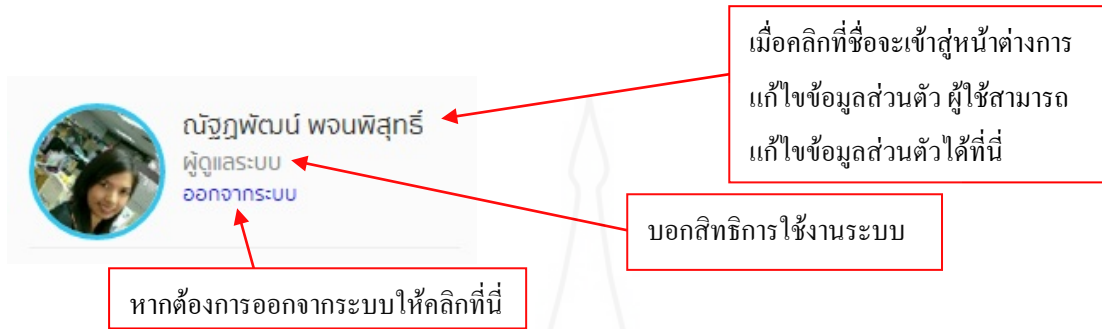 เมื่อคลิกที่ชื่อจะเข้าสู่หน้าต่างการ
แก้ไขข้อมูลส่วนตัว ผู้ใช้สามารถ
แก้ไขข้อมูลส่วนตัวได้ที่นี่
ณัฐฏพัฒน์ พจนพิสุทธิ์
ผู้ดูแลระบบ
ออกจากระบบ
บอกสิทธิการใช้งานระบบ
หากต้องการออกจากระบบให้คลิกที่นี่